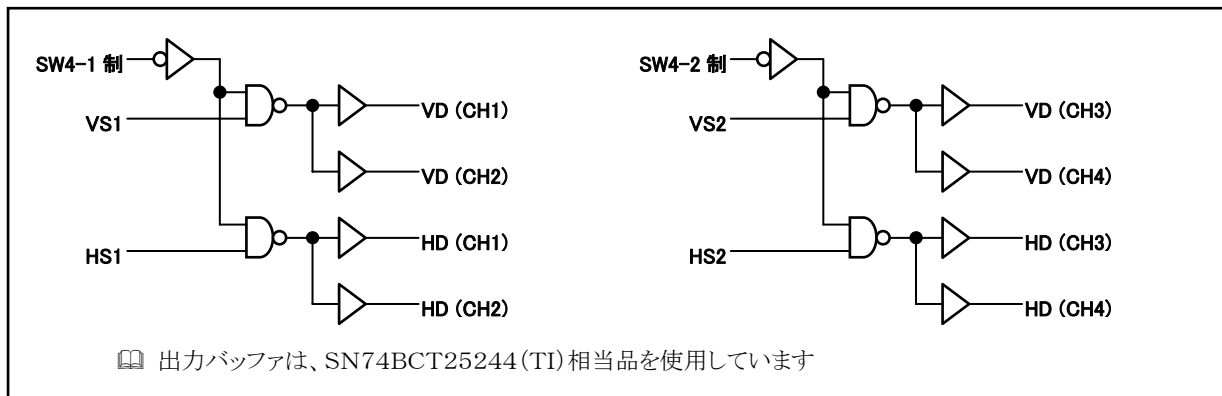 SW4-1 制
VS1
HS1
VD (CH1)
VD (CH2)
HD (CH1)
HD (CH2)
SW4-2 制
VS2
HS2
VD (CH3)
VD (CH4)
HD (CH3)
HD (CH4)
出力バッファは、SN74BCT25244(TI)相当品を使用しています